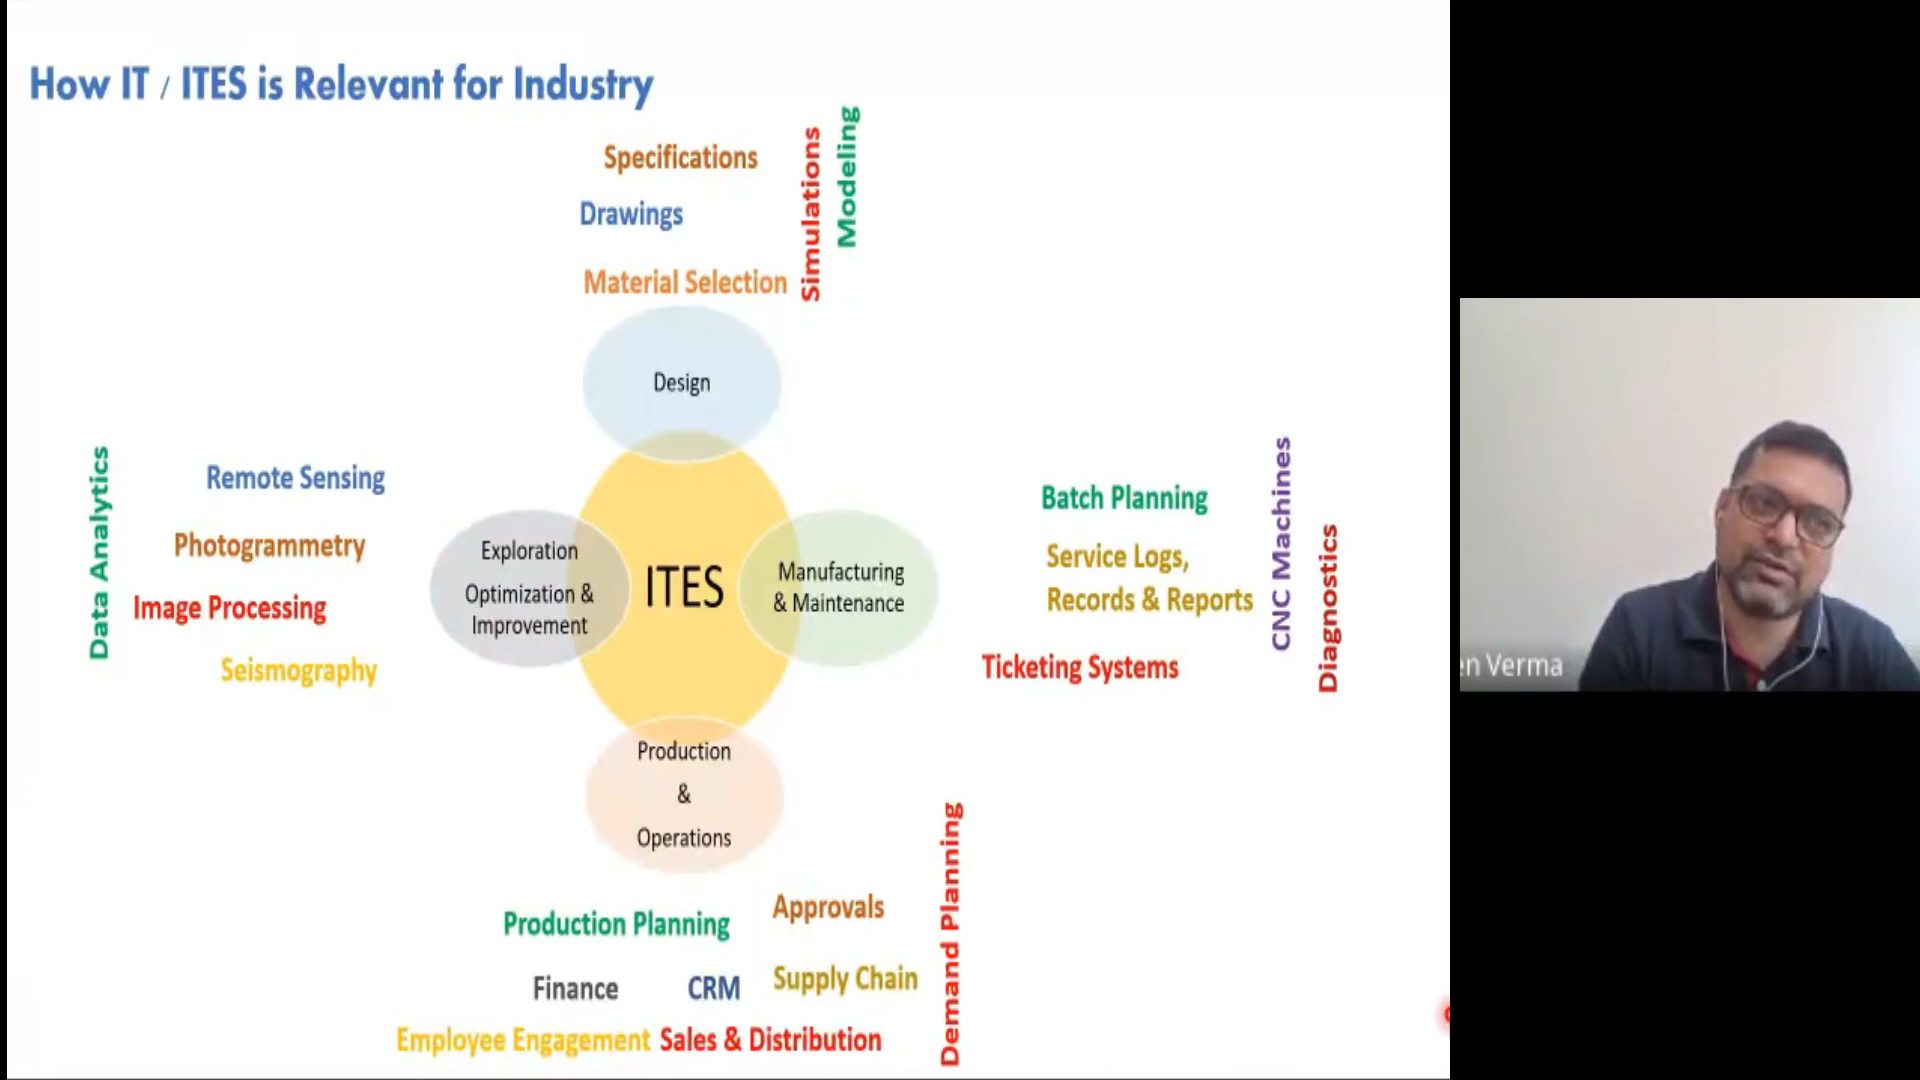 How IT / ITES is Relevant for Industry
Specifications
Drawings
Material Selection
Simulations
Modeling
Design
Data Analytics
Remote Sensing
Photogrammetry
Image Processing
Seismography
Exploration
Optimization &
Improvement
ITES
Manufacturing
& Maintenance
Batch Planning
Service Logs,
Records & Reports
Ticketing Systems
CNC Machines
Diagnostics
Production
&
Operations
Production Planning
Approvals
Finance
CRM
Supply Chain
Employee Engagement
Sales & Distribution
Demand Planning
en Verma